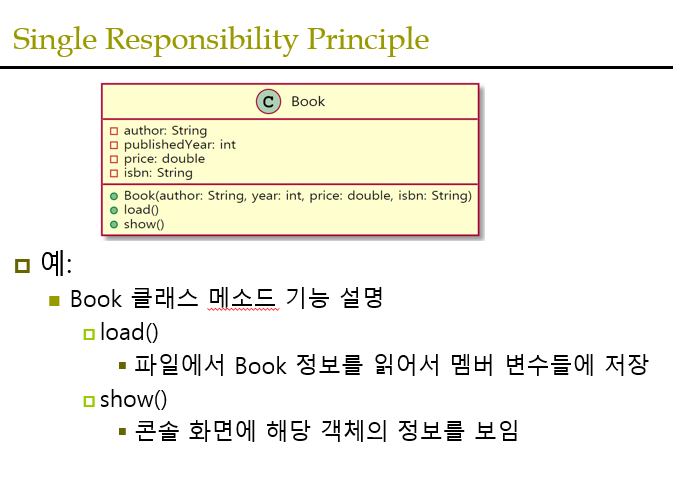 Single Responsibility Principle
C Book
author: String
publishedYear: int
price: double
isbn: String
Book(author: String, year: int, price: double, isbn: String)
load()
show()
예:
Book 클래스 메소드 기능 설명
load()
파일에서 Book 정보를 읽어서 멤버 변수들에 저장
show()
콘솔 화면에 해당 객체의 정보를 보임